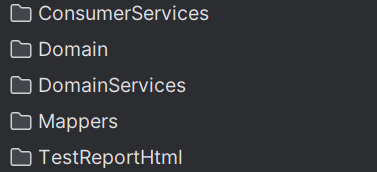 ConsumerServices
Domain
DomainServices
Mappers
TestReportHtml